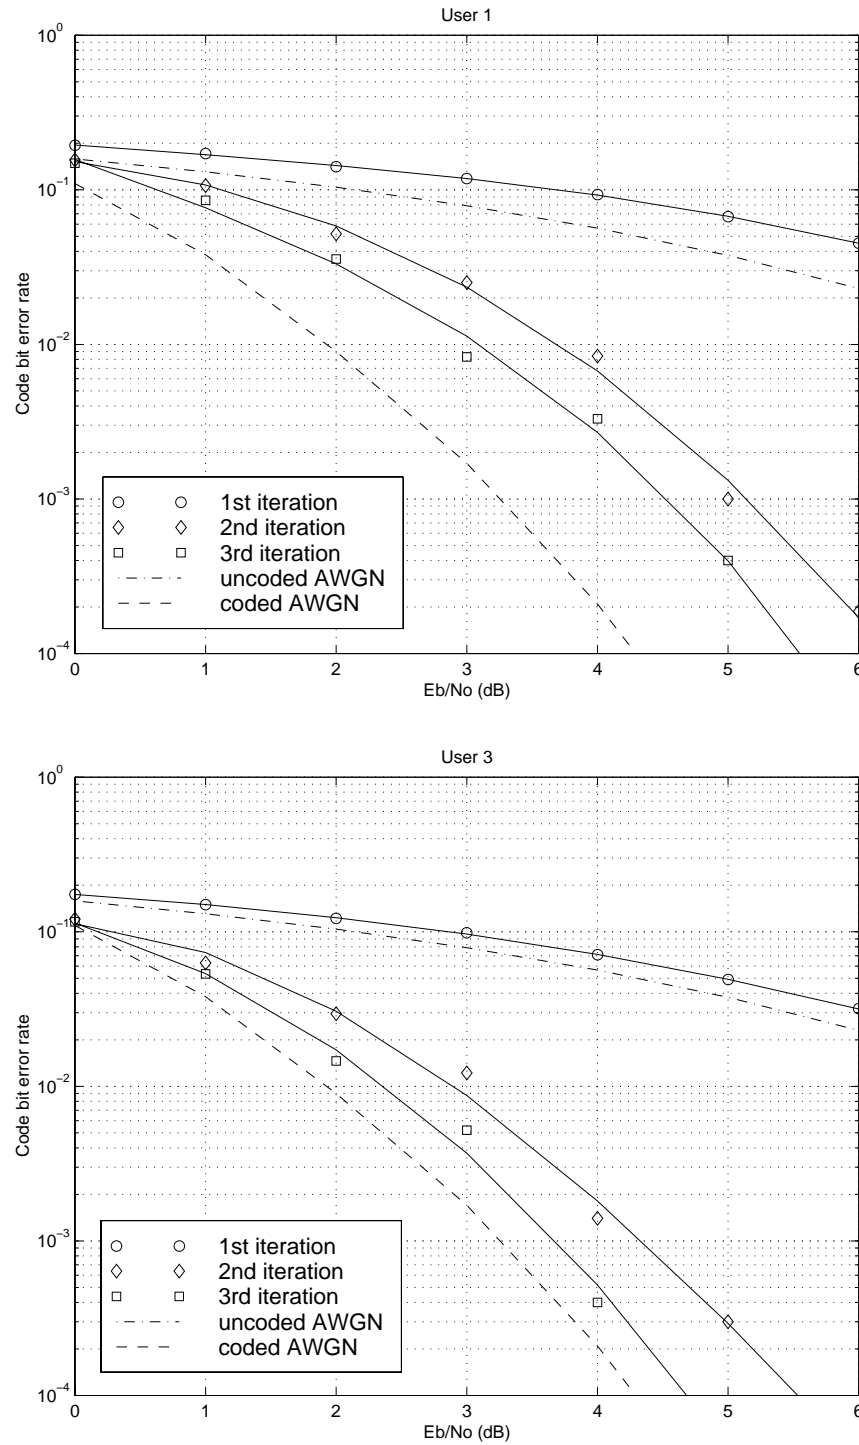 User 1
10^0
10^−1
10^−2
10^−3
10^−4
Code bit error rate
1st iteration
2nd iteration
3rd iteration
uncoded AWGN
coded AWGN
0 1 2 3 4 5 6
Eb/No (dB)
User 3
10^0
10^−1
10^−2
10^−3
10^−4
Code bit error rate
1st iteration
2nd iteration
3rd iteration
uncoded AWGN
coded AWGN
0 1 2 3 4 5 6
Eb/No (dB)